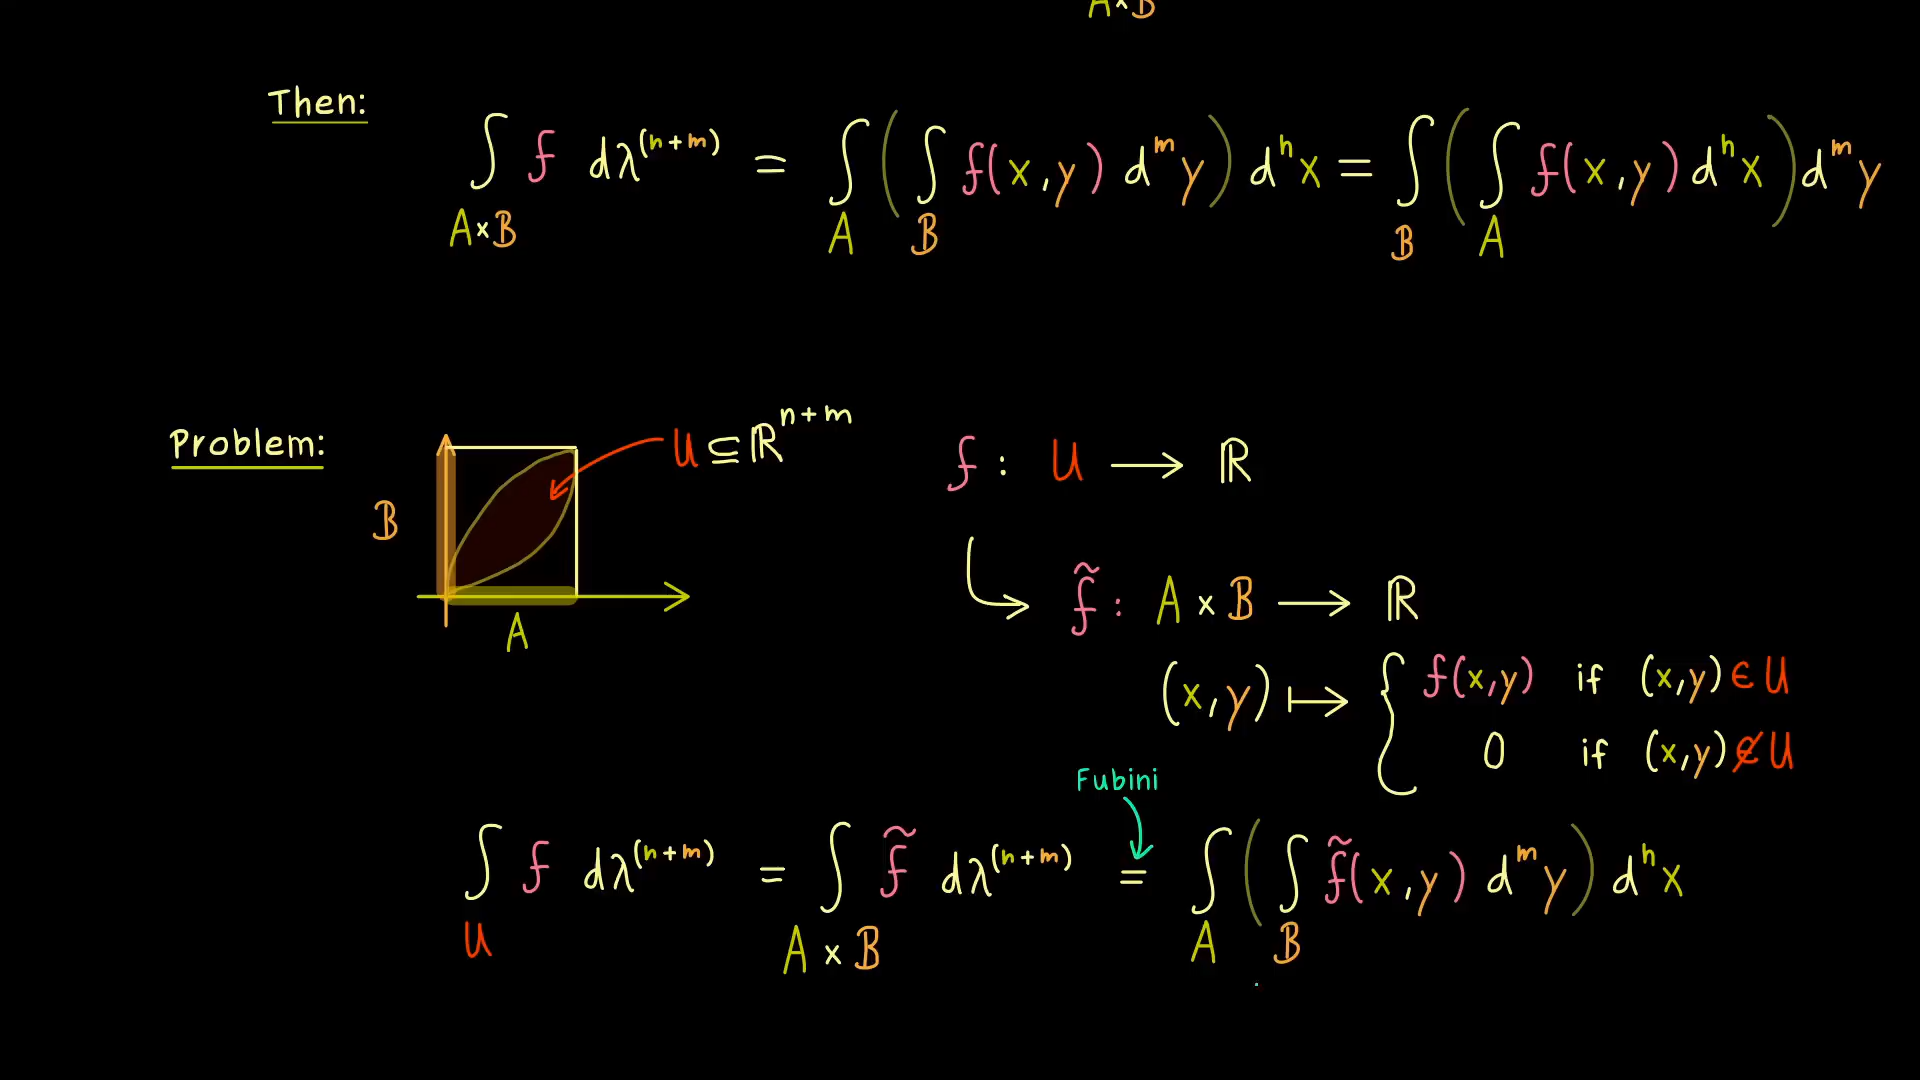 A×B
Then:
∫_{A×B} f dλ^{(n+m)} = ∫_A ( ∫_B f(x,y) d^m y ) d^n x = ∫_B ( ∫_A f(x,y) d^n x ) d^m y
Problem:
U ⊆ ℝ^{n+m}
B
A
f : U ⟶ ℝ
f̃ : A × B ⟶ ℝ
(x,y) ⟼ { f(x,y) if (x,y) ∈ U
0 if (x,y) ∉ U
Fubini
∫_U f dλ^{(n+m)} = ∫_{A×B} f̃ dλ^{(n+m)} = ∫_A ( ∫_B f̃(x,y) d^m y ) d^n x